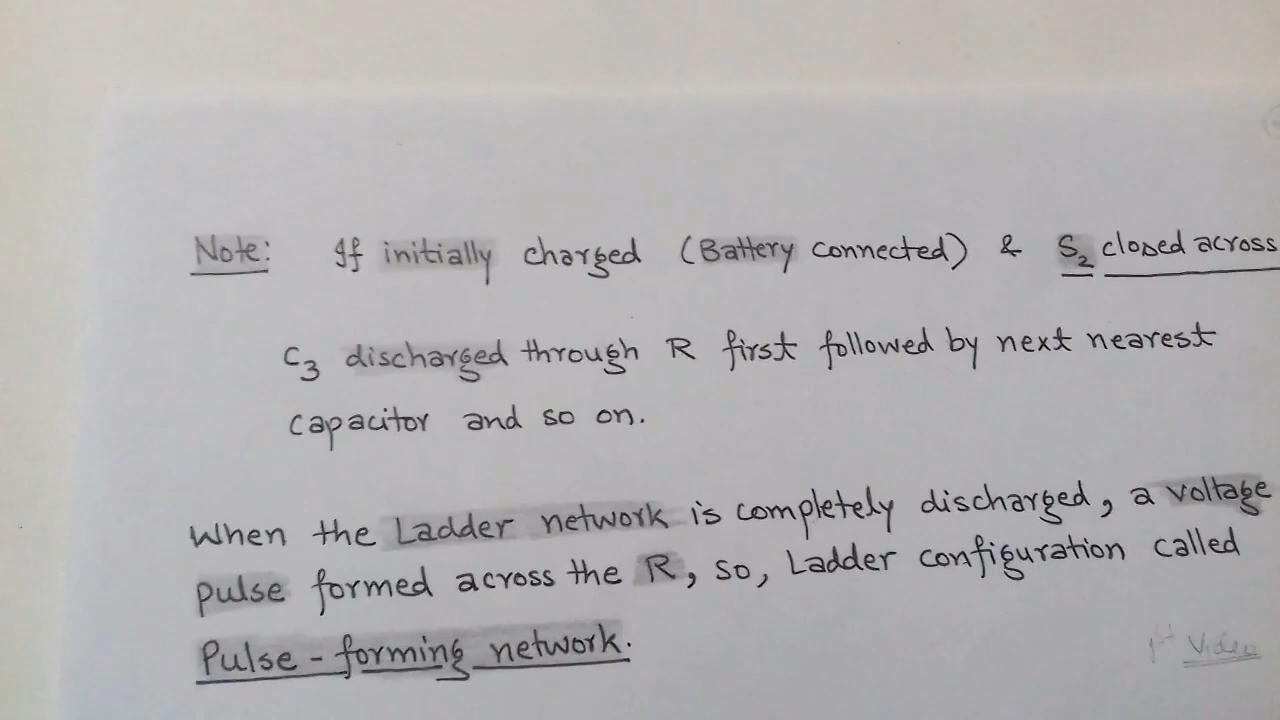 Note: If initially charged (Battery connected) & S₂ closed across
C₃ discharged through R first followed by next nearest
capacitor and so on.
When the Ladder network is completely discharged, a voltage
pulse formed across the R, so, Ladder configuration called
Pulse-forming network.
1st Video